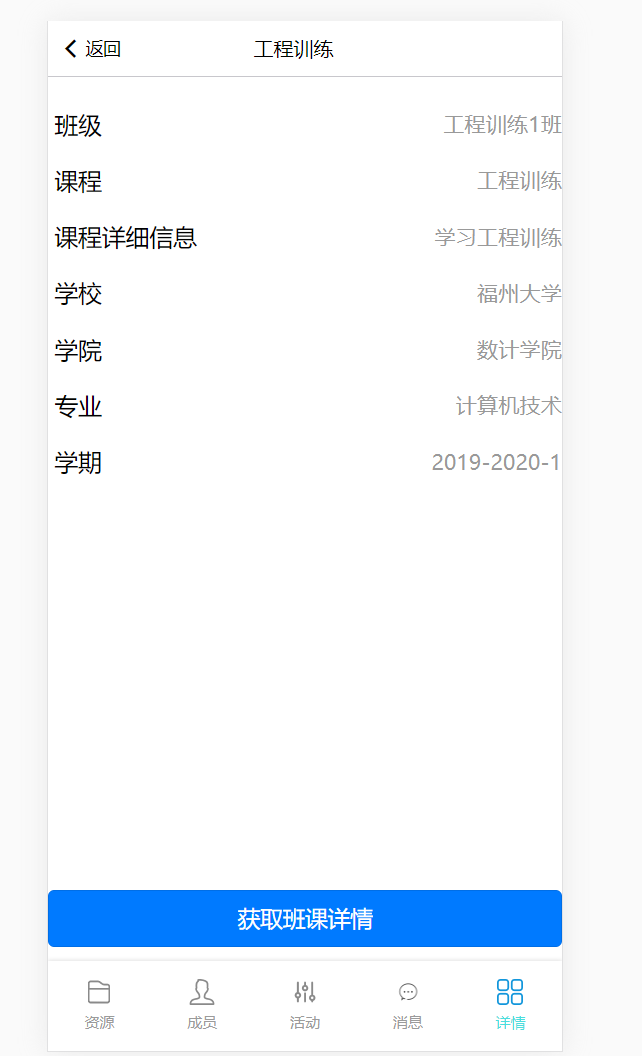 返回 工程训练
班级 工程训练1班
课程 工程训练
课程详细信息 学习工程训练
学校 福州大学
学院 数计学院
专业 计算机技术
学期 2019-2020-1
获取班课详情
资源 成员 活动 消息 详情